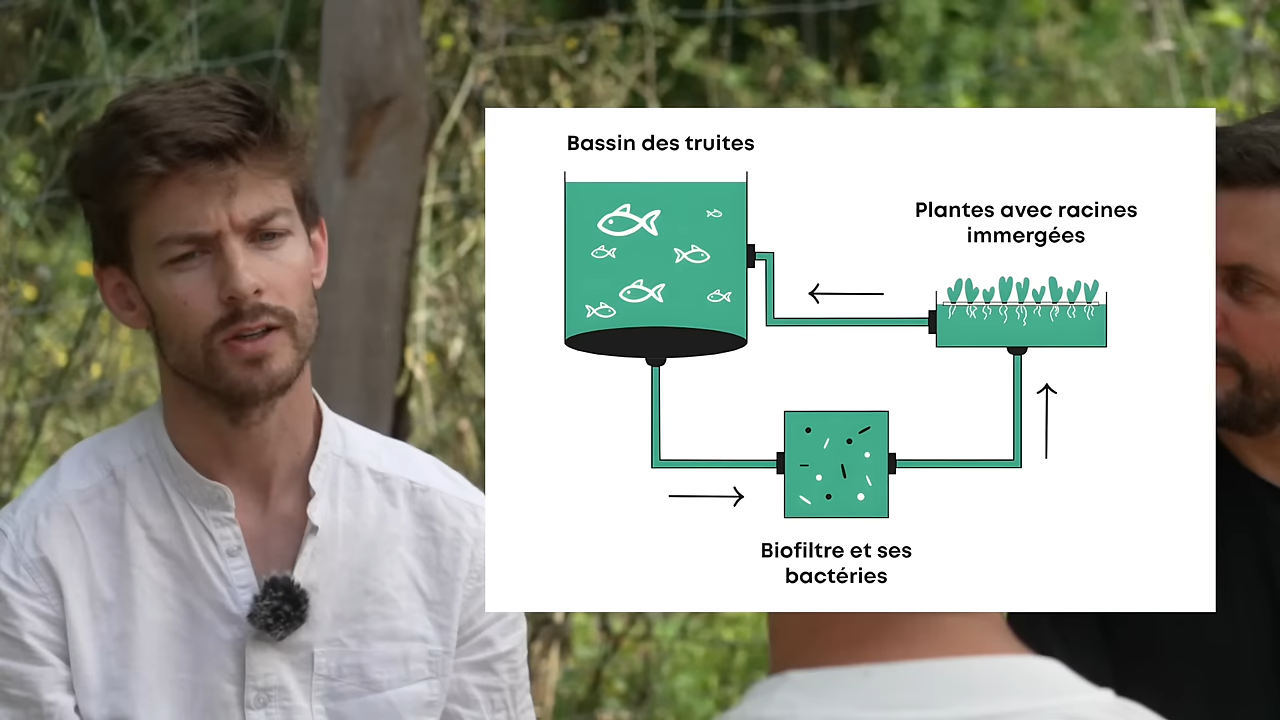 Bassin des truites
Plantes avec racines
immergées
Biofiltre et ses
bactéries